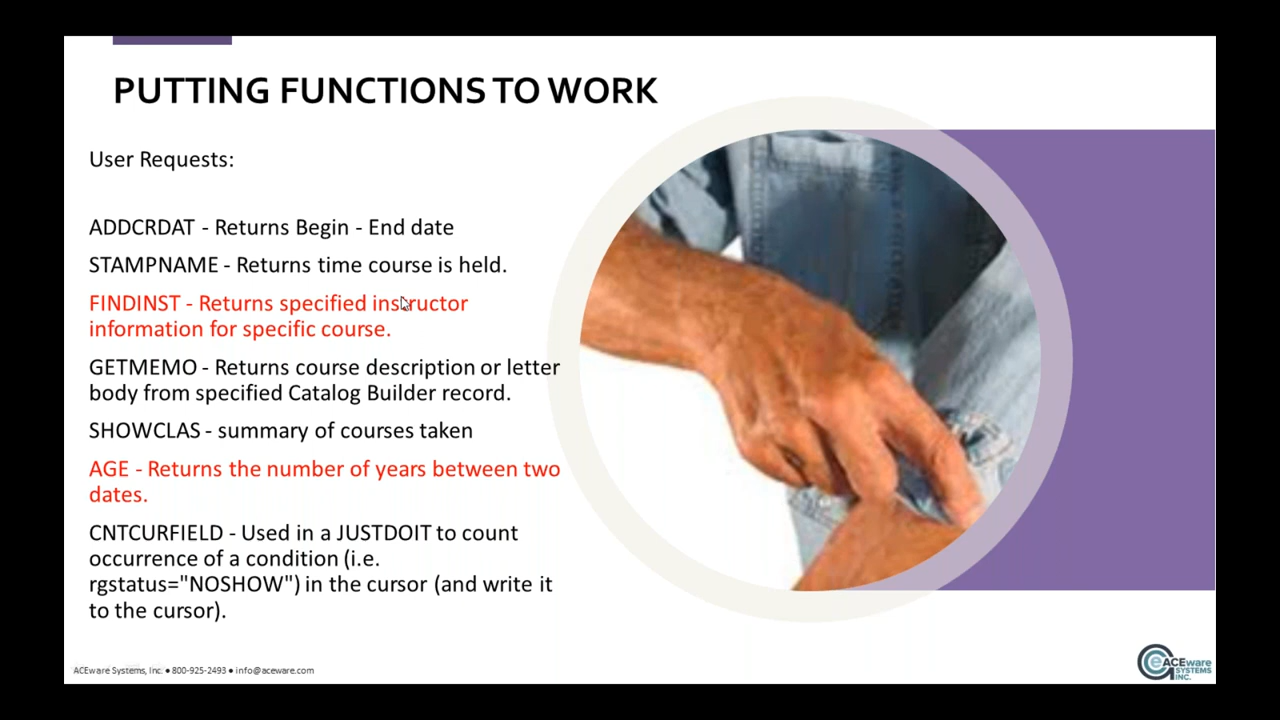 PUTTING FUNCTIONS TO WORK
User Requests:
ADDCRDAT - Returns Begin - End date
STAMPNAME - Returns time course is held.
FINDINST - Returns specified instructor
information for specific course.
GETMEMO - Returns course description or letter
body from specified Catalog Builder record.
SHOWCLAS - summary of courses taken
AGE - Returns the number of years between two
dates.
CNTCURFIELD - Used in a JUSTDOIT to count
occurrence of a condition (i.e.
rgstatus="NOSHOW") in the cursor (and write it
to the cursor).
ACEware Systems, Inc. ● 800-925-2493 ● info@aceware.com
e ACEware
SYSTEMS
INC.